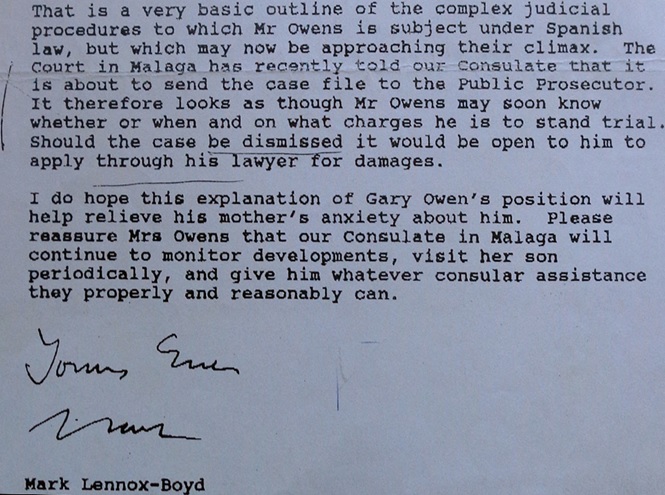 That is a very basic outline of the complex judicial
procedures to which Mr Owens is subject under Spanish
law, but which may now be approaching their climax. The
Court in Malaga has recently told our Consulate that it
is about to send the case file to the Public Prosecutor.
It therefore looks as though Mr Owens may soon know
whether or when and on what charges he is to stand trial.
Should the case be dismissed it would be open to him to
apply through his lawyer for damages.
I do hope this explanation of Gary Owen's position will
help relieve his mother's anxiety about him. Please
reassure Mrs Owens that our Consulate in Malaga will
continue to monitor developments, visit her son
periodically, and give him whatever consular assistance
they properly and reasonably can.
Yours Ever
Mark
Mark Lennox-Boyd